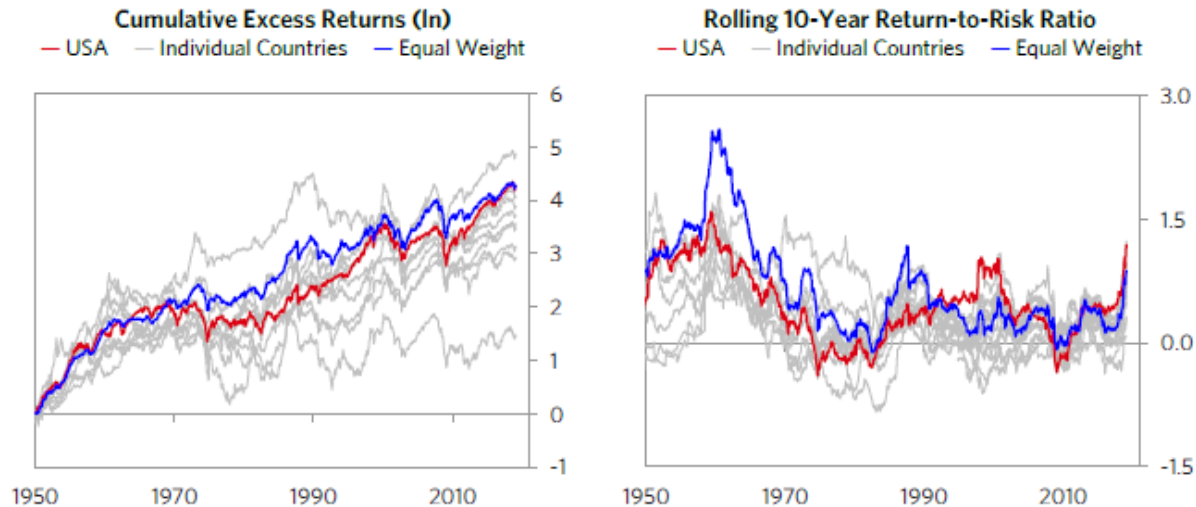 Cumulative Excess Returns (ln)
USA Individual Countries Equal Weight
6
5
4
3
2
1
0
-1
1950 1970 1990 2010
Rolling 10-Year Return-to-Risk Ratio
USA Individual Countries Equal Weight
3.0
1.5
0.0
-1.5
1950 1970 1990 2010